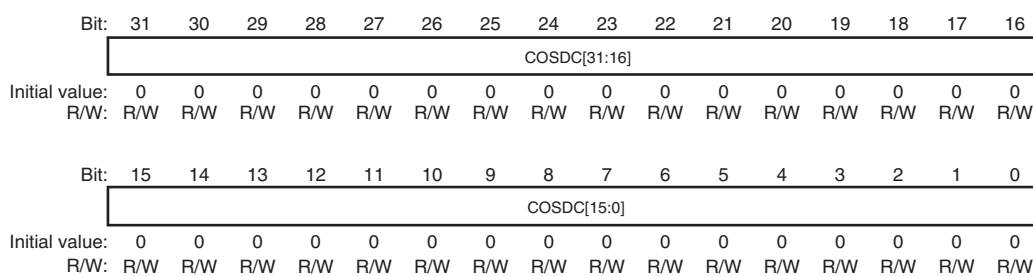 Bit: 31 30 29 28 27 26 25 24 23 22 21 20 19 18 17 16
COSDC[31:16]
Initial value: 0 0 0 0 0 0 0 0 0 0 0 0 0 0 0 0
R/W: R/W R/W R/W R/W R/W R/W R/W R/W R/W R/W R/W R/W R/W R/W R/W R/W
Bit: 15 14 13 12 11 10 9 8 7 6 5 4 3 2 1 0
COSDC[15:0]
Initial value: 0 0 0 0 0 0 0 0 0 0 0 0 0 0 0 0
R/W: R/W R/W R/W R/W R/W R/W R/W R/W R/W R/W R/W R/W R/W R/W R/W R/W